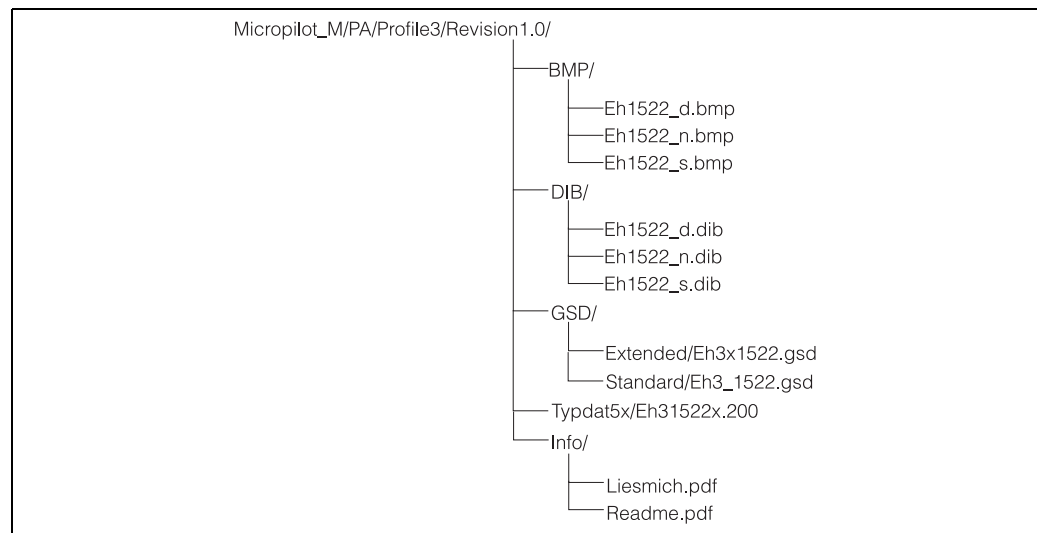 Micropilot_M/PA/Profile3/Revision1.0/
BMP/
Eh1522_d.bmp
Eh1522_n.bmp
Eh1522_s.bmp
DIB/
Eh1522_d.dib
Eh1522_n.dib
Eh1522_s.dib
GSD/
Extended/Eh3x1522.gsd
Standard/Eh3_1522.gsd
Typdat5x/Eh31522x.200
Info/
Liesmich.pdf
Readme.pdf